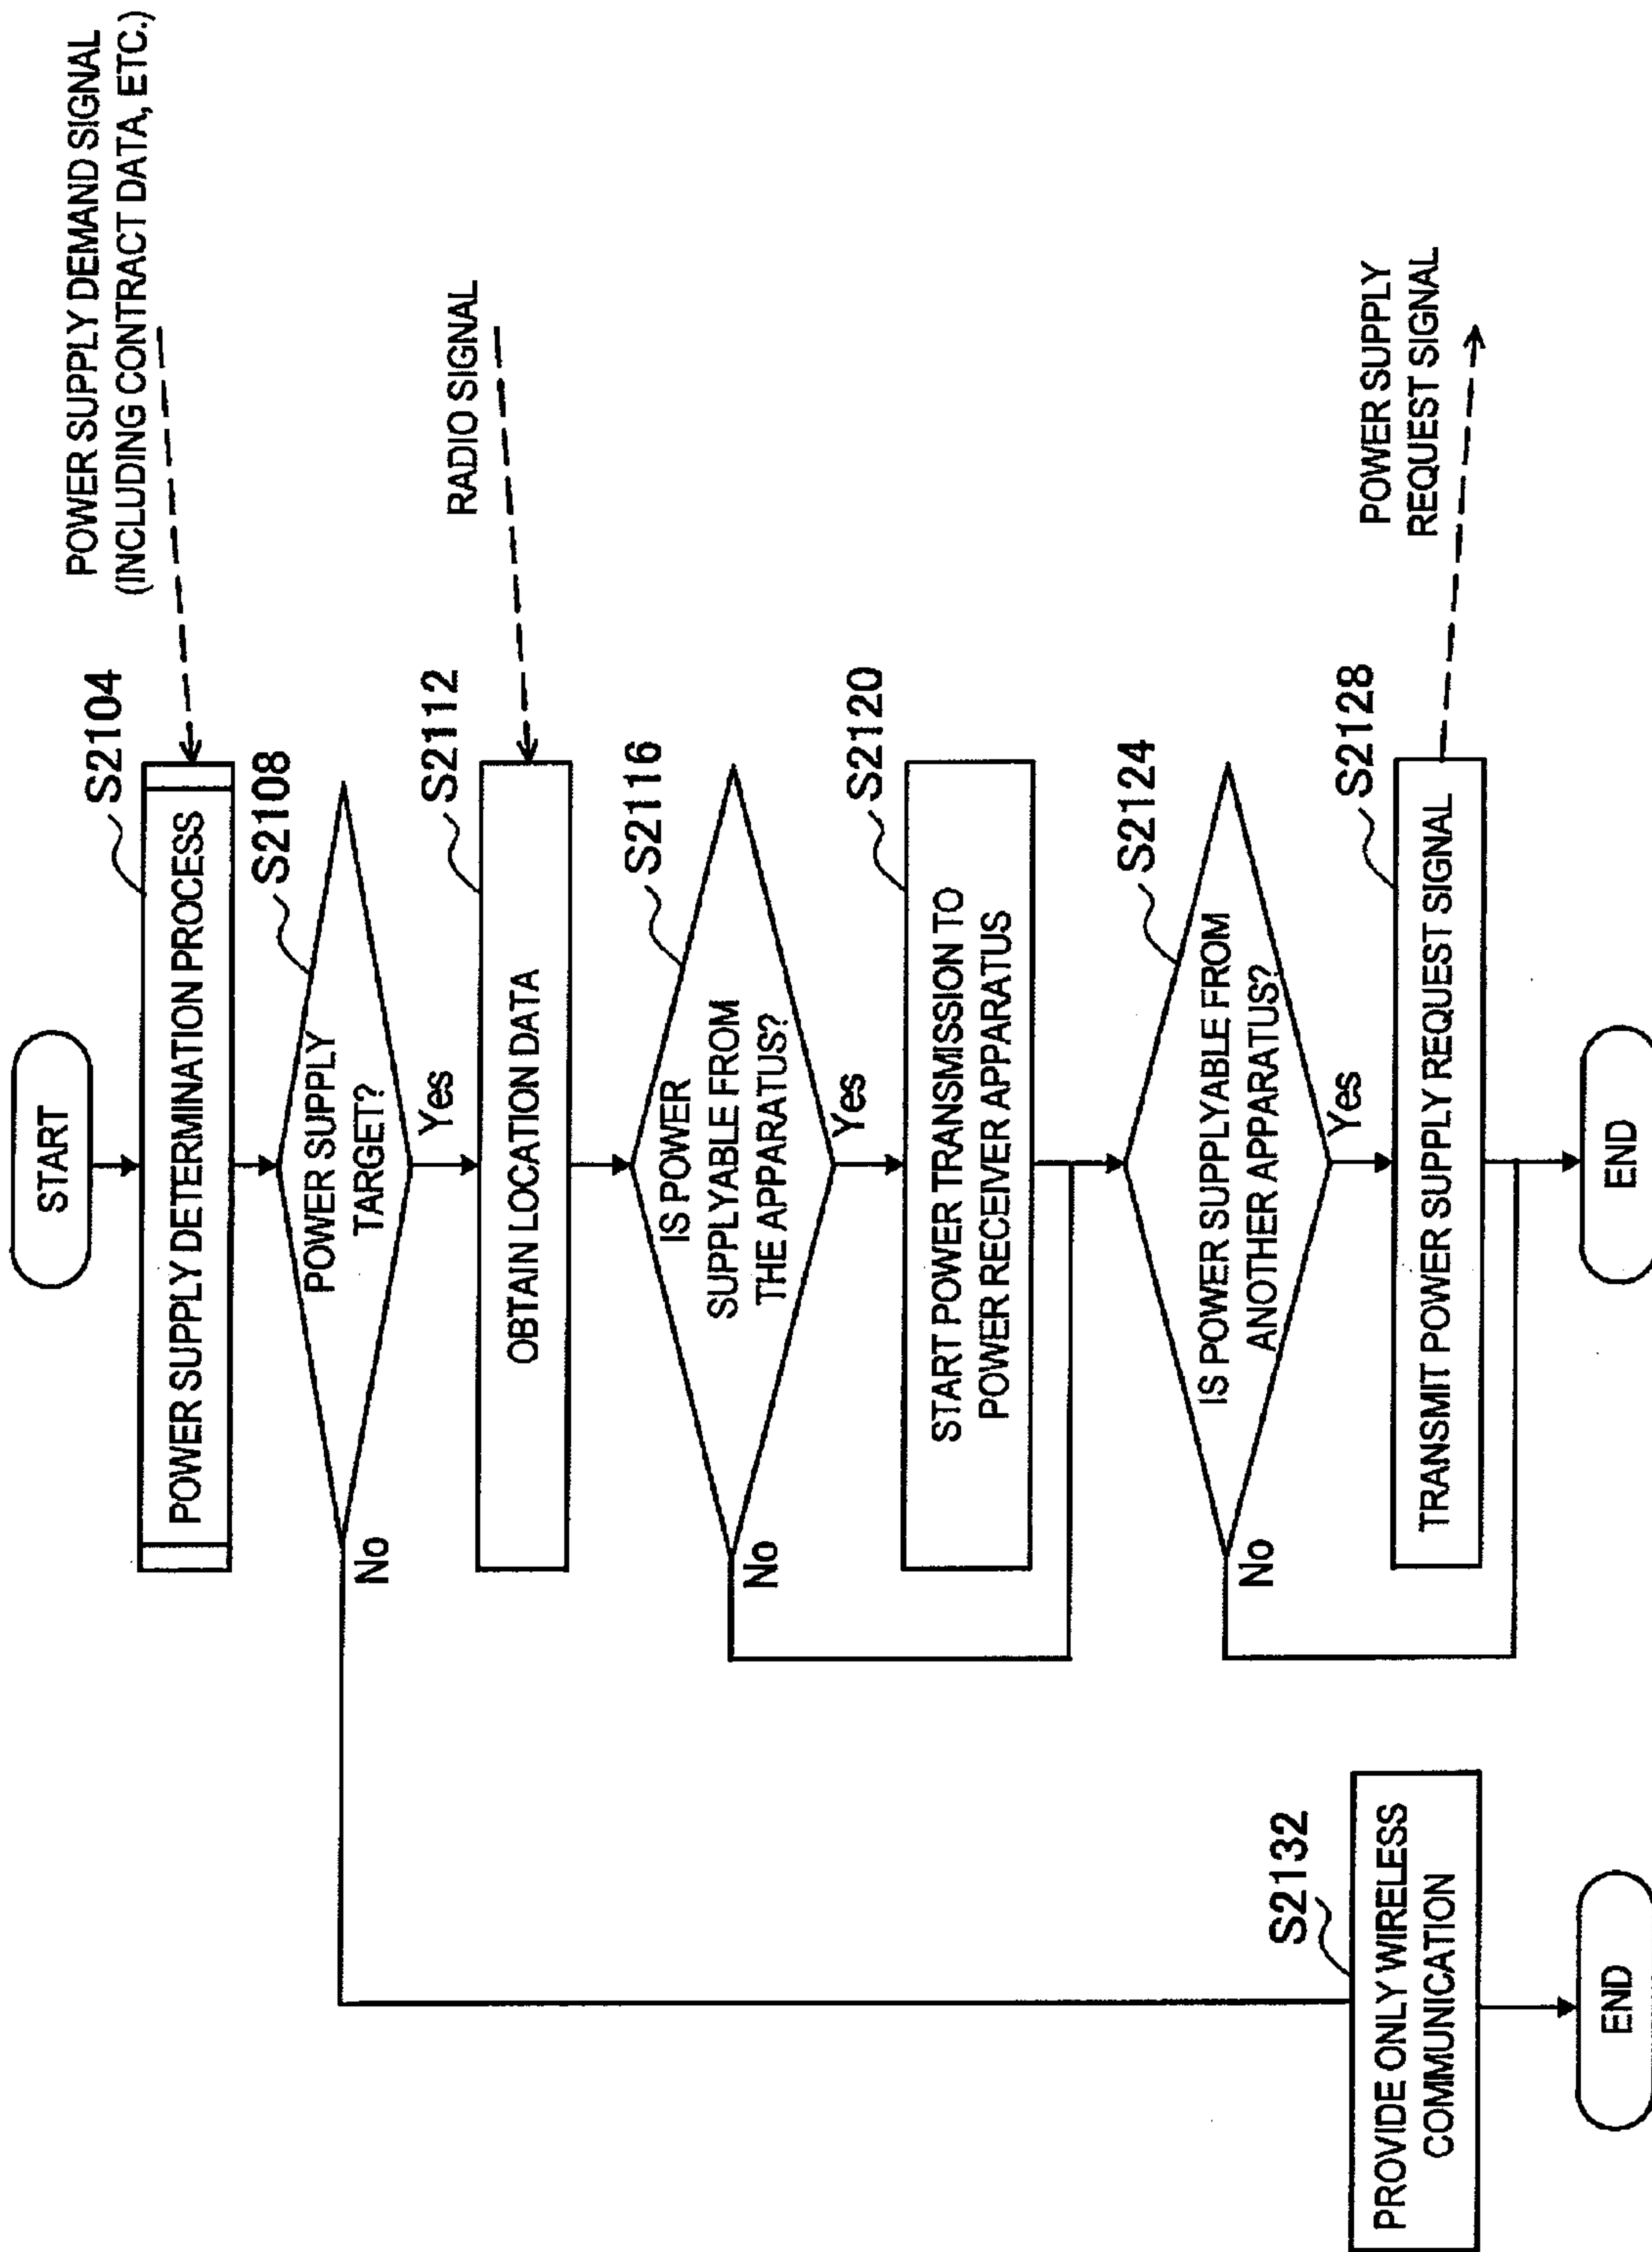 START
POWER SUPPLY DEMAND SIGNAL
(INCLUDING CONTRACT DATA, ETC.)
S2104
POWER SUPPLY DETERMINATION PROCESS
S2108
POWER SUPPLY
TARGET?
No
Yes
S2112
RADIO SIGNAL
OBTAIN LOCATION DATA
S2116
IS POWER
SUPPLYABLE FROM
THE APPARATUS?
No
Yes
S2120
START POWER TRANSMISSION TO
POWER RECEIVER APPARATUS
S2124
IS POWER SUPPLYABLE FROM
ANOTHER APPARATUS?
No
Yes
S2128
TRANSMIT POWER SUPPLY REQUEST SIGNAL
POWER SUPPLY
REQUEST SIGNAL
END
S2132
PROVIDE ONLY WIRELESS
COMMUNICATION
END